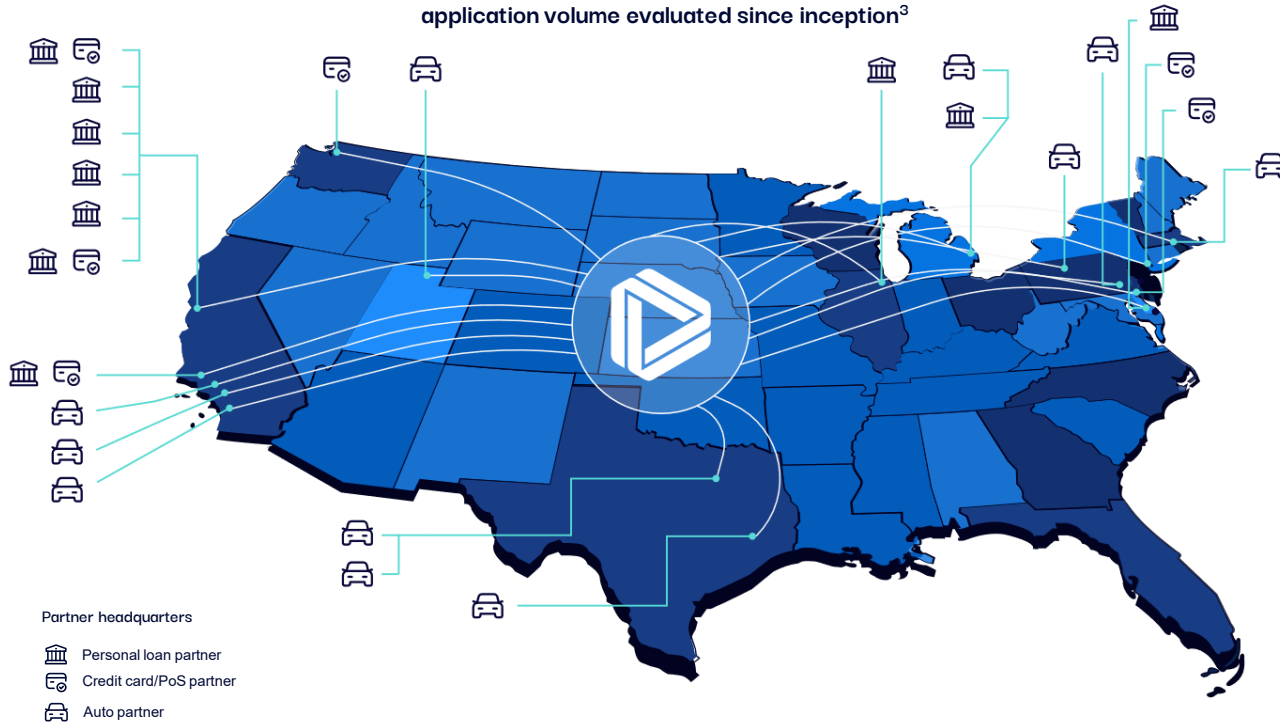 application volume evaluated since inception³
Partner headquarters
Personal loan partner
Credit card/PoS partner
Auto partner